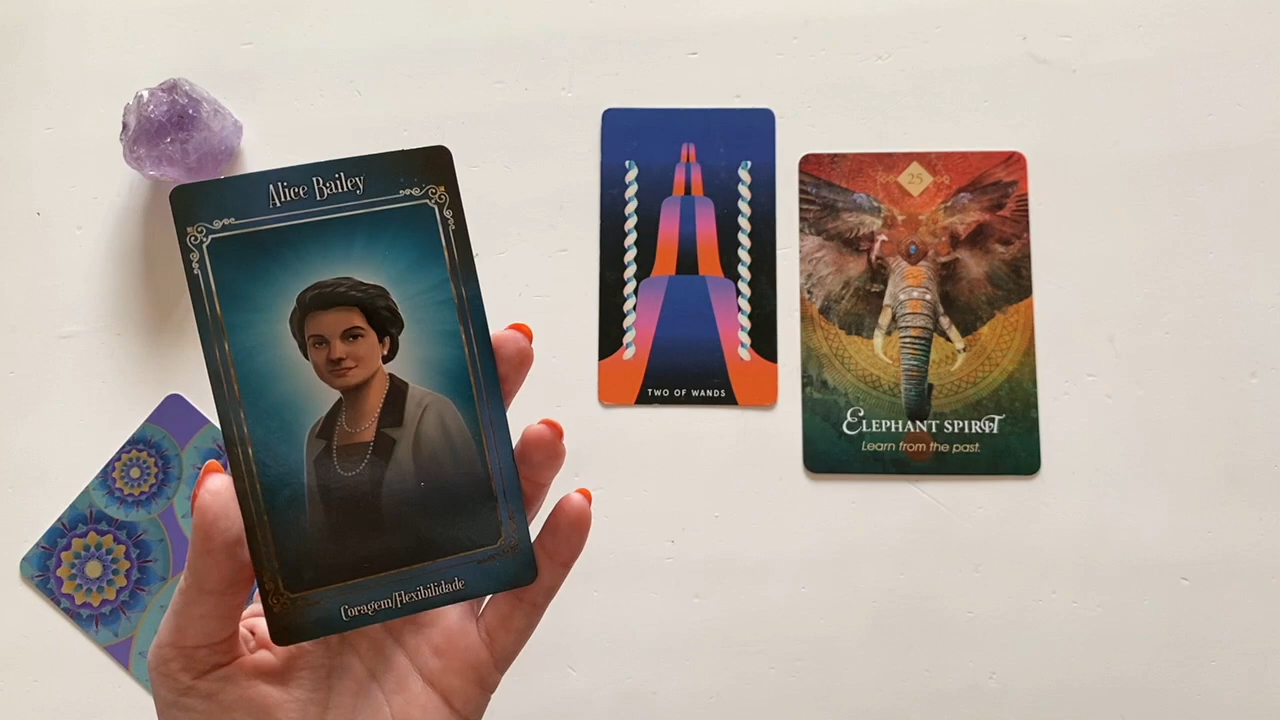 Alice Bailey
Coragem/Flexibilidade
TWO OF WANDS
25
ELEPHANT SPIRIT
Learn from the past.